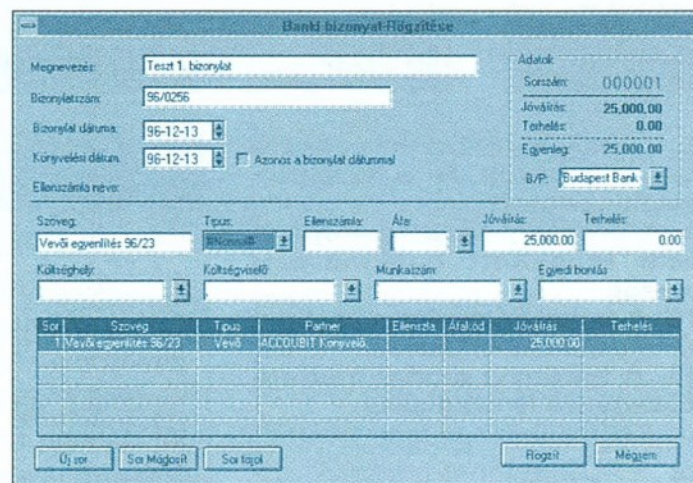 Banki bizonyat-Rögzítése
Megnevezés: Teszt 1. bizonylat
Bizonylatszám: 96/0256
Bizonylat dátuma: 96-12-13
Könyvelési dátum: 96-12-13 Azonos a bizonylat dátummal
Ellenszámla neve:
Adatok
Sorszám: 000001
Jóváírás: 25,000.00
Terhelés: 0.00
Egyenleg: 25,000.00
B/P: Budapest Bank
Szöveg: Típus: Ellenszámla: Áfa: Jóváírás: Terhelés:
Vevői egyenlítés 96/23 25,000.00 0.00
Költséghely: Költségviselő: Munkaszám: Egyedi bontás
Sor Szöveg Típus Partner Ellenszla Áfakód Jóváírás Terhelés
1 Vevői egyenlítés 96/23 Vevő ACCOUBIT Könyvelő, 25,000.00
Új sor Sor Módosít Sor töröl Rögzít Mégsem